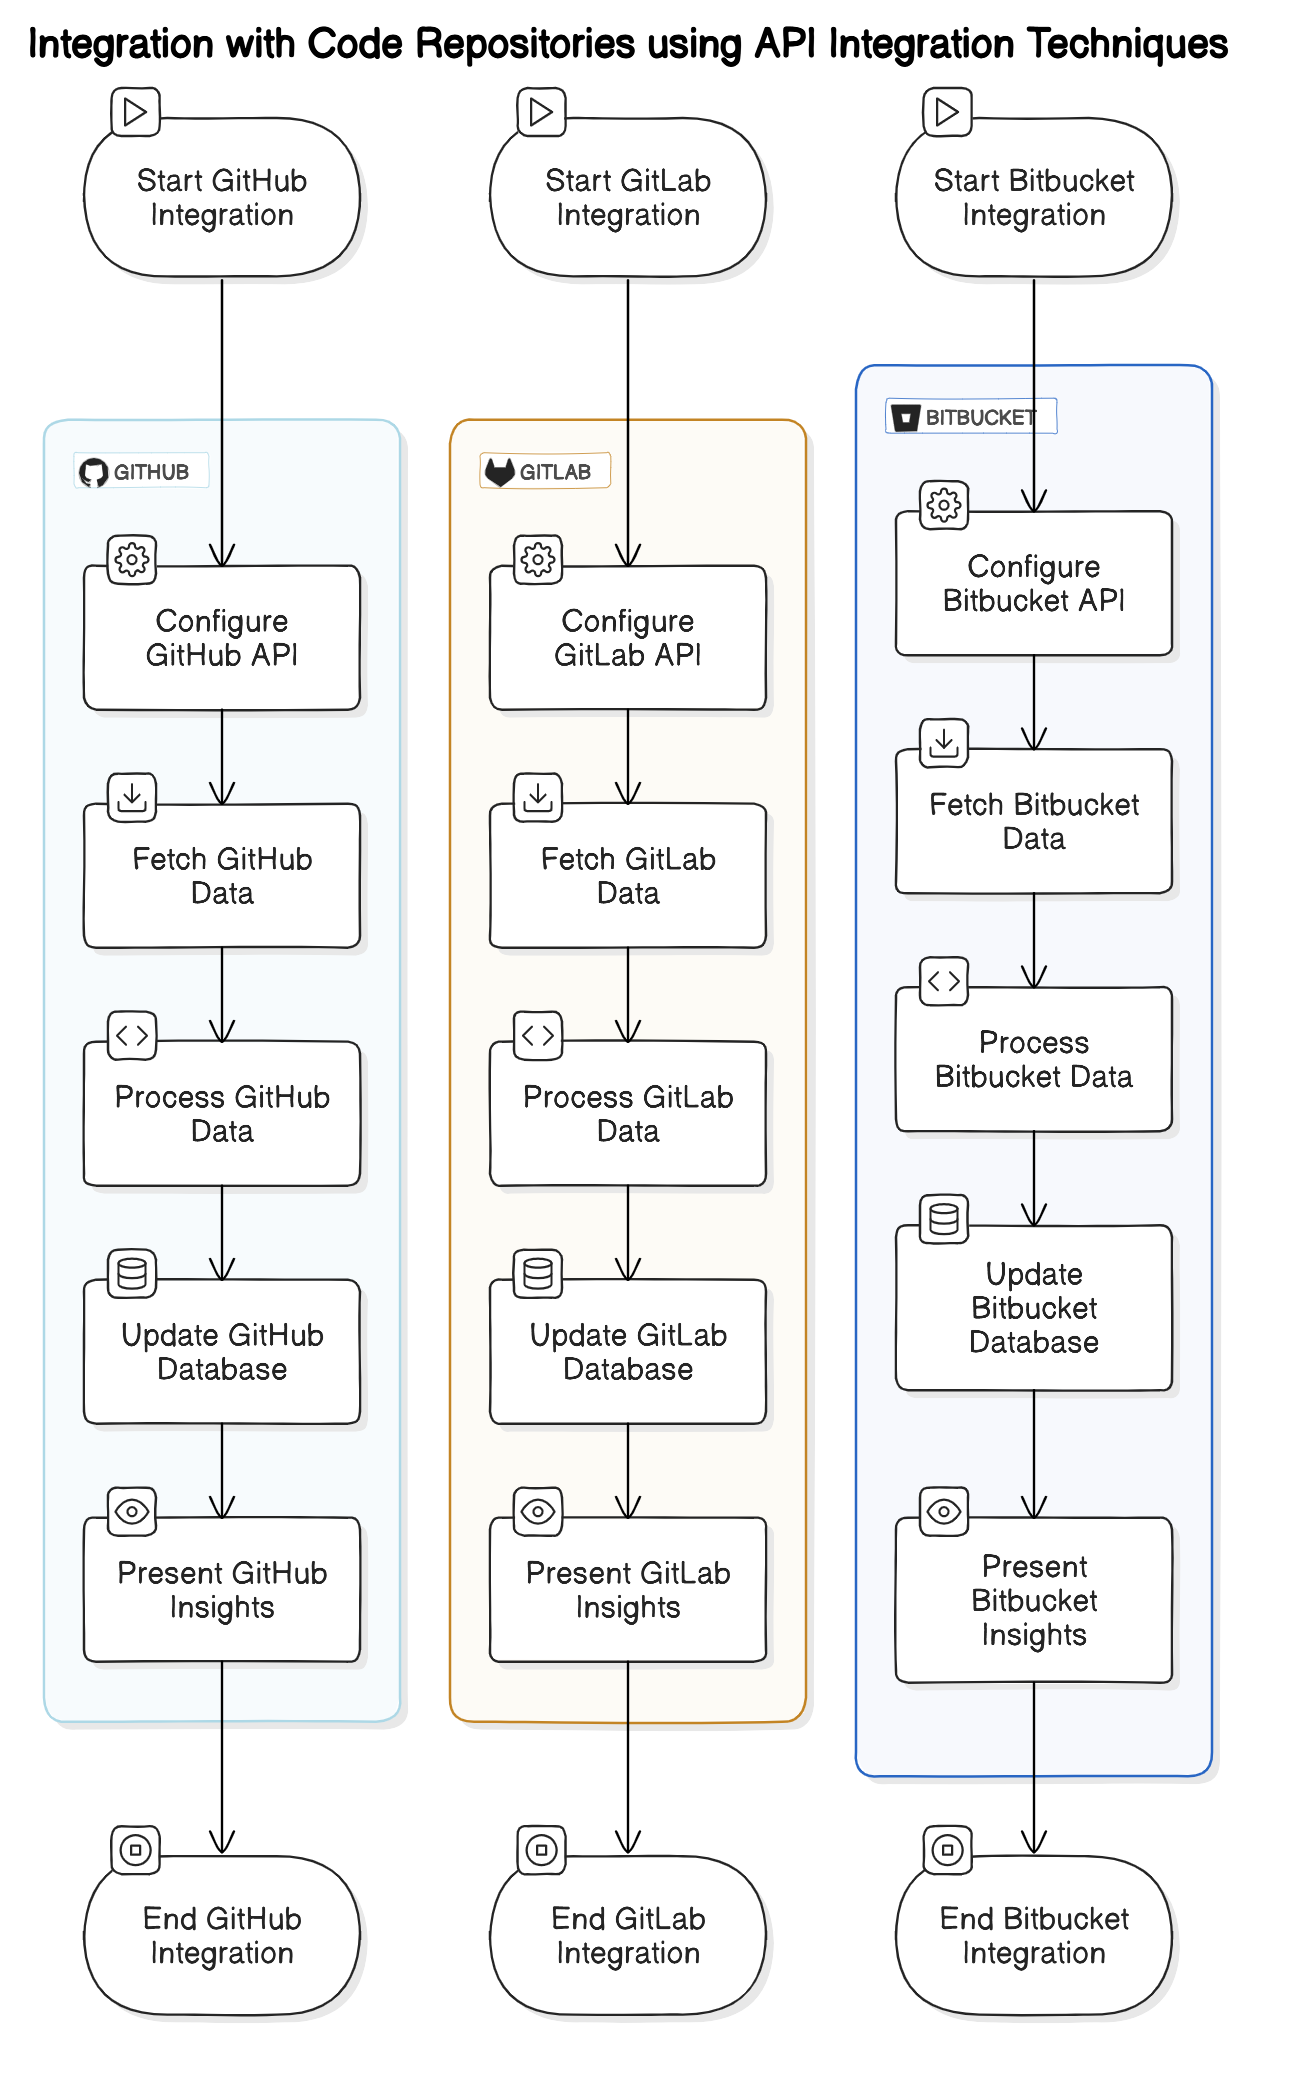 Integration with Code Repositories using API Integration Techniques
Start GitHub
Integration
GITHUB
Configure
GitHub API
Fetch GitHub
Data
Process GitHub
Data
Update GitHub
Database
Present GitHub
Insights
End GitHub
Integration
Start GitLab
Integration
GITLAB
Configure
GitLab API
Fetch GitLab
Data
Process GitLab
Data
Update GitLab
Database
Present GitLab
Insights
End GitLab
Integration
Start Bitbucket
Integration
BITBUCKET
Configure
Bitbucket API
Fetch Bitbucket
Data
Process
Bitbucket Data
Update
Bitbucket
Database
Present
Bitbucket
Insights
End Bitbucket
Integration